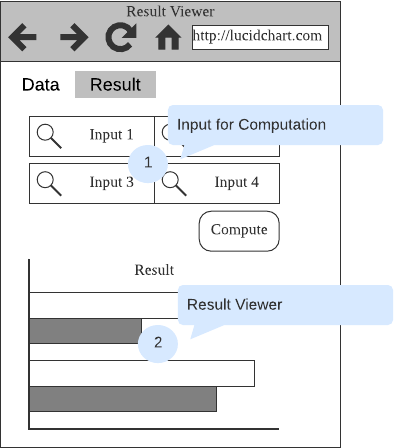 Result Viewer
http://lucidchart.com
Data Result
Input for Computation
Input 1
1
Input 3 Input 4
Compute
Result
Result Viewer
2